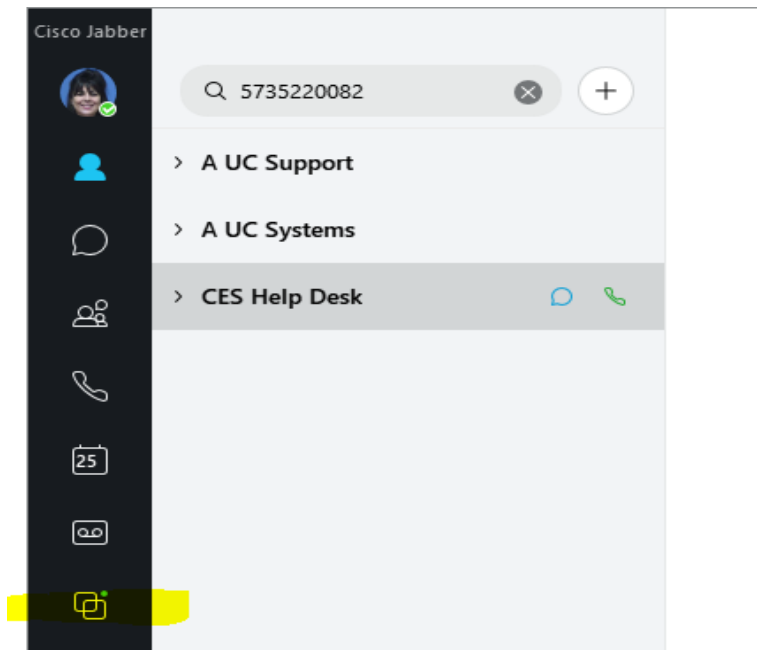 Cisco Jabber
5735220082
A UC Support
A UC Systems
CES Help Desk
25